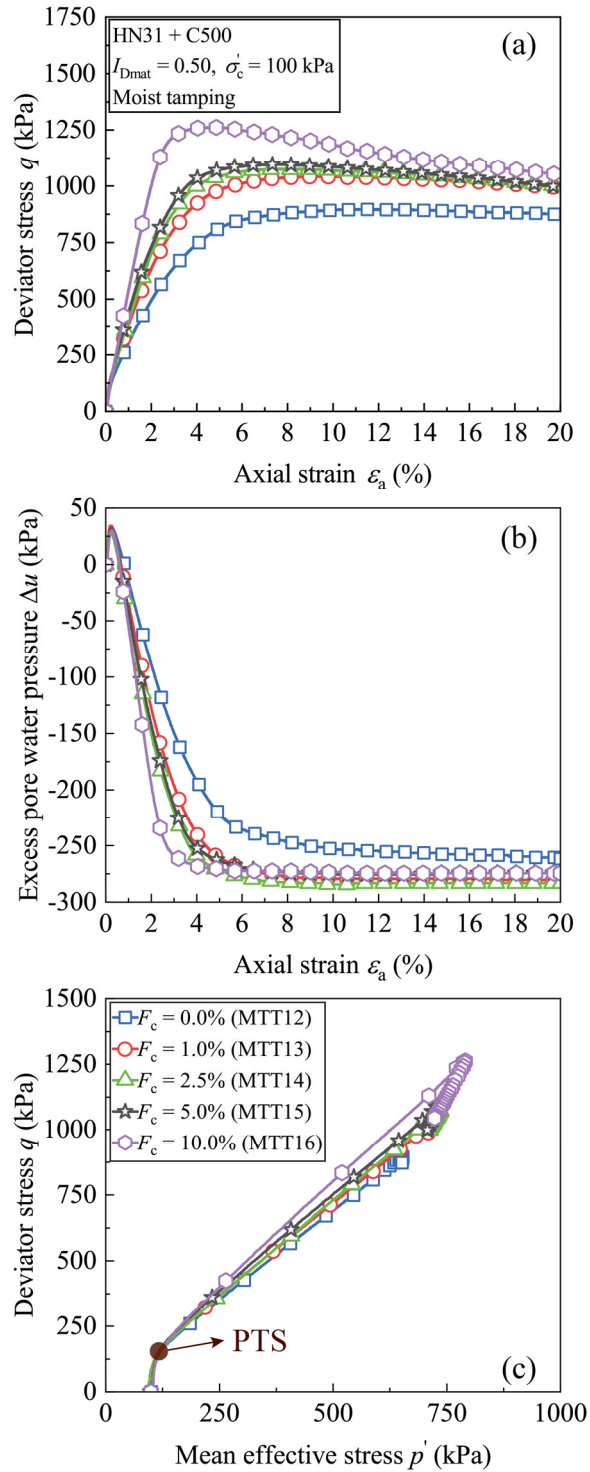 HN31 + C500
I_Dmat = 0.50, σ'_c = 100 kPa
Moist tamping
(a)
Deviator stress q (kPa)
1750
1500
1250
1000
750
500
250
0
0 2 4 6 8 10 12 14 16 18 20
Axial strain ε_a (%)
(b)
Excess pore water pressure Δu (kPa)
50
0
-50
-100
-150
-200
-250
-300
0 2 4 6 8 10 12 14 16 18 20
Axial strain ε_a (%)
F_c = 0.0% (MTT12)
F_c = 1.0% (MTT13)
F_c = 2.5% (MTT14)
F_c = 5.0% (MTT15)
F_c = 10.0% (MTT16)
Deviator stress q (kPa)
1500
1250
1000
750
500
250
0
PTS
(c)
0 250 500 750 1000
Mean effective stress p' (kPa)